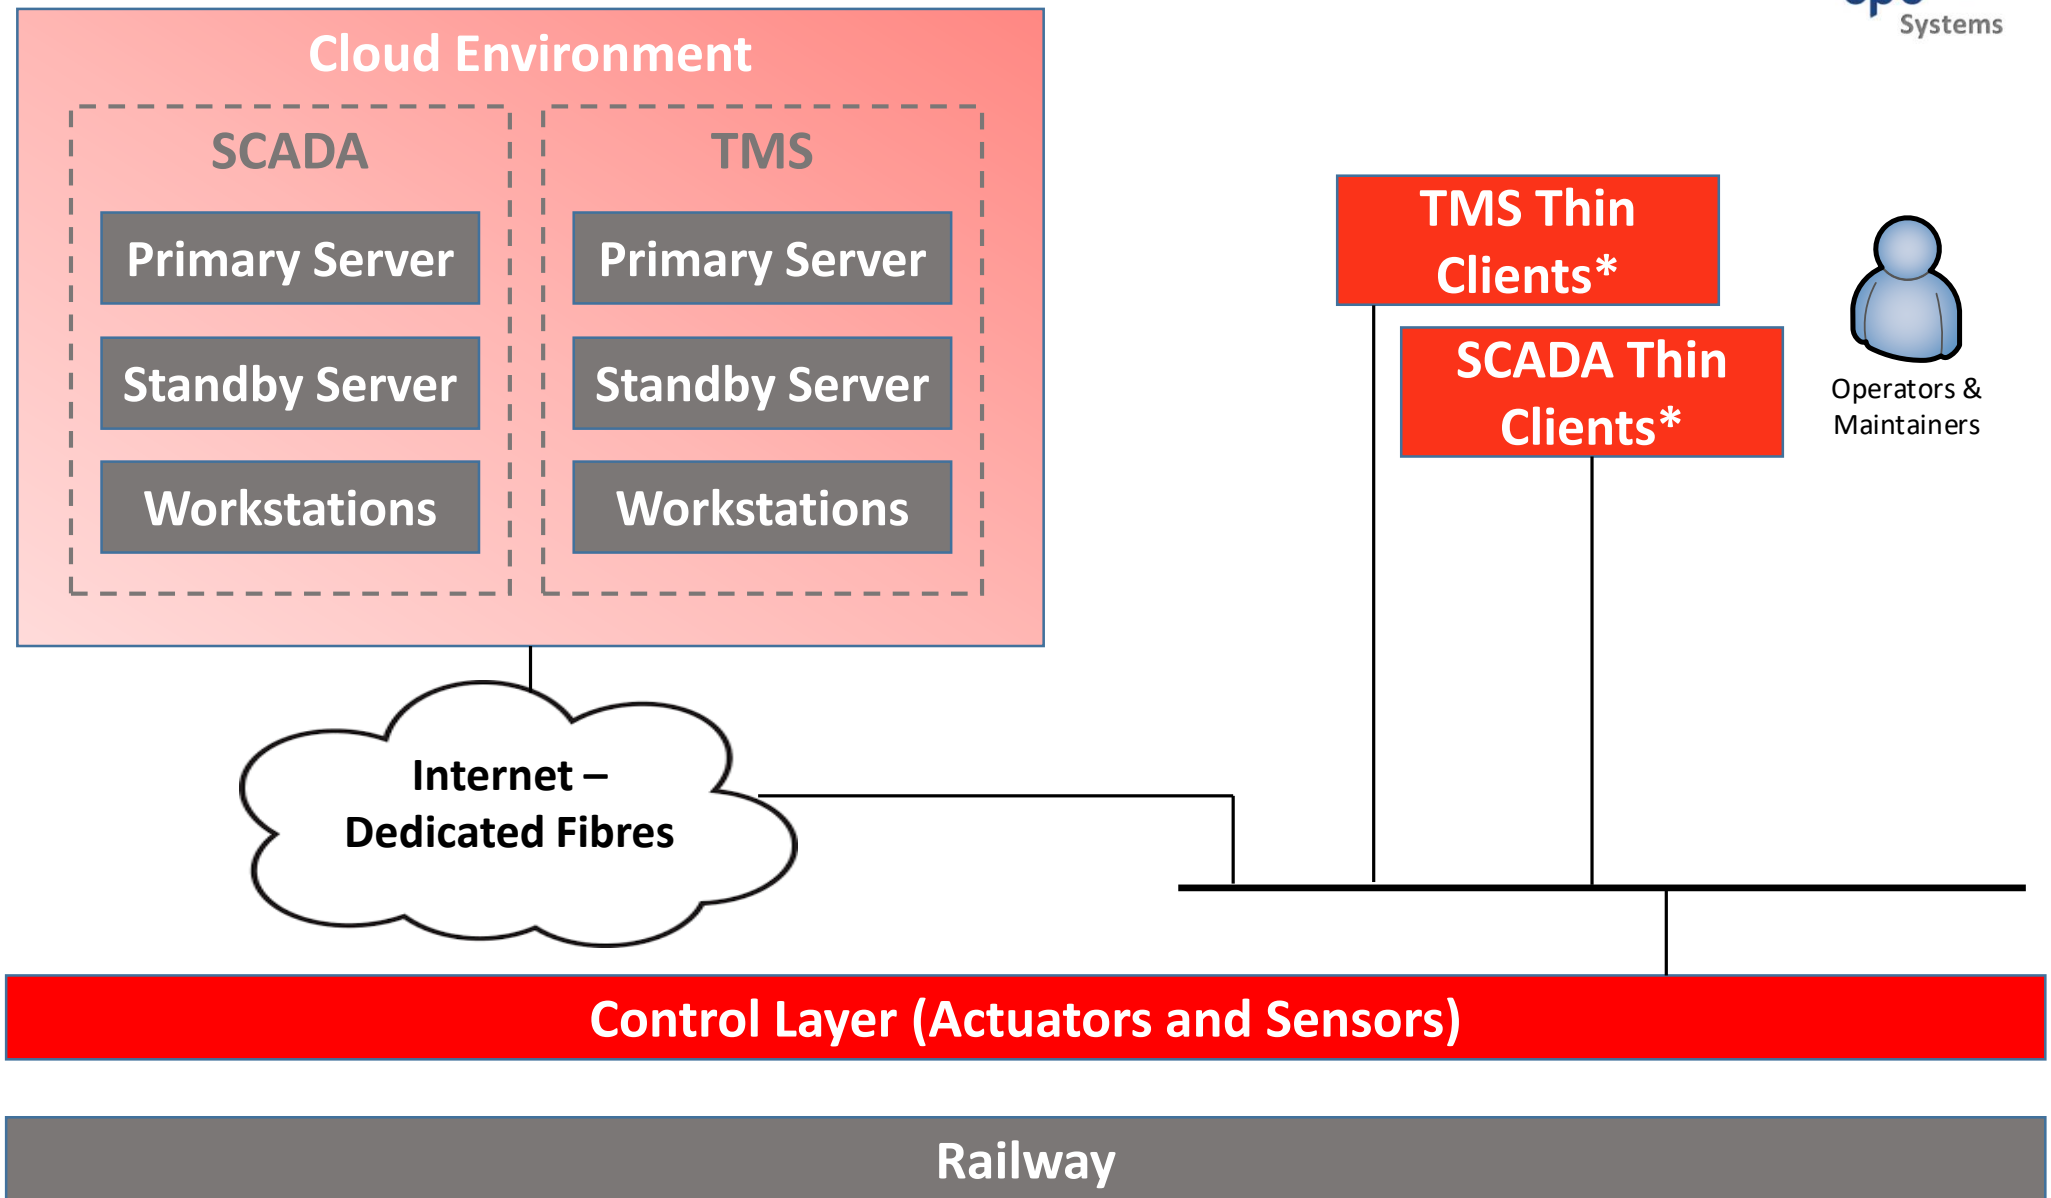 Systems
Cloud Environment
SCADA
TMS
Primary Server
Primary Server
Standby Server
Standby Server
Workstations
Workstations
TMS Thin
Clients*
SCADA Thin
Clients*
Operators &
Maintainers
Internet –
Dedicated Fibres
Control Layer (Actuators and Sensors)
Railway